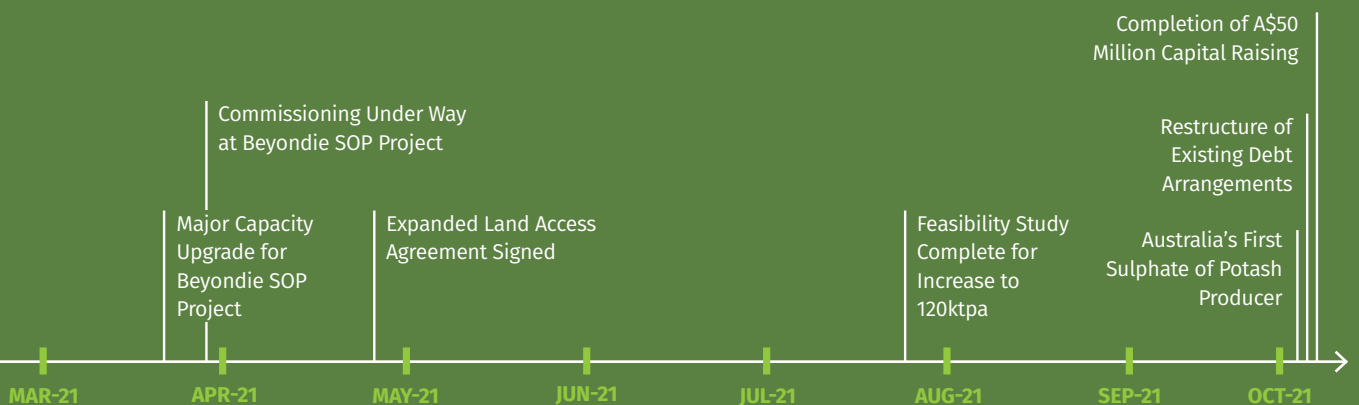 Completion of A$50
Million Capital Raising
Commissioning Under Way
at Beyondie SOP Project
Restructure of
Existing Debt
Arrangements
Major Capacity
Upgrade for
Beyondie SOP
Project
Expanded Land Access
Agreement Signed
Feasibility Study
Complete for
Increase to
120ktpa
Australia’s First
Sulphate of Potash
Producer
MAR-21
APR-21
MAY-21
JUN-21
JUL-21
AUG-21
SEP-21
OCT-21